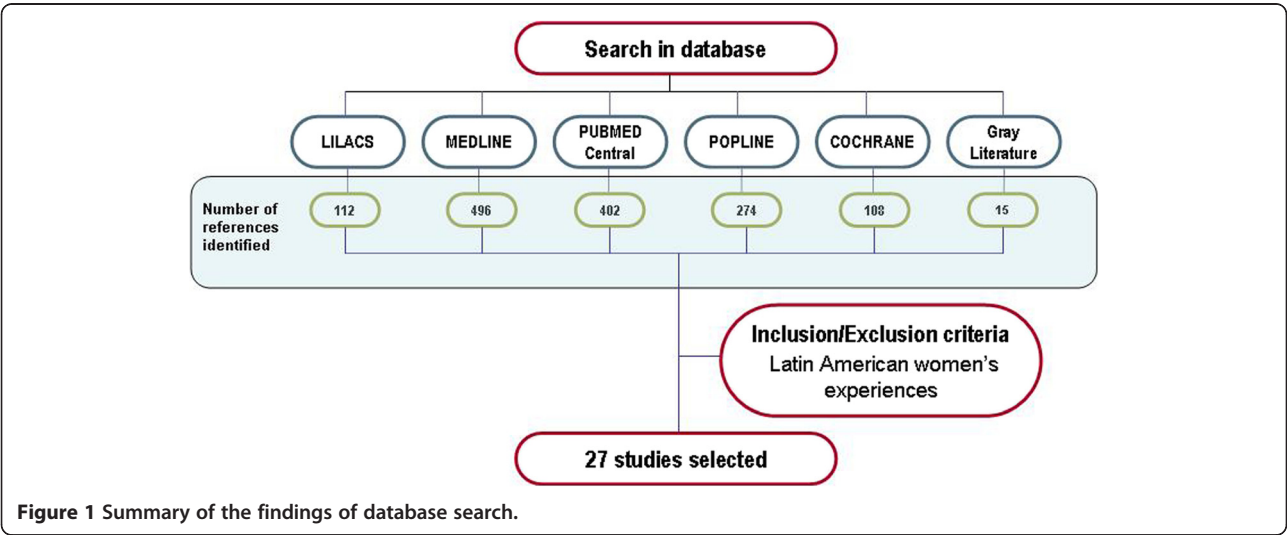 Search in database
LILACS
MEDLINE
PUBMED
Central
POPLINE
COCHRANE
Gray
Literature
Number of
references
identified
112
496
402
274
108
15
Inclusion/Exclusion criteria
Latin American women’s
experiences
27 studies selected
Figure 1 Summary of the findings of database search.